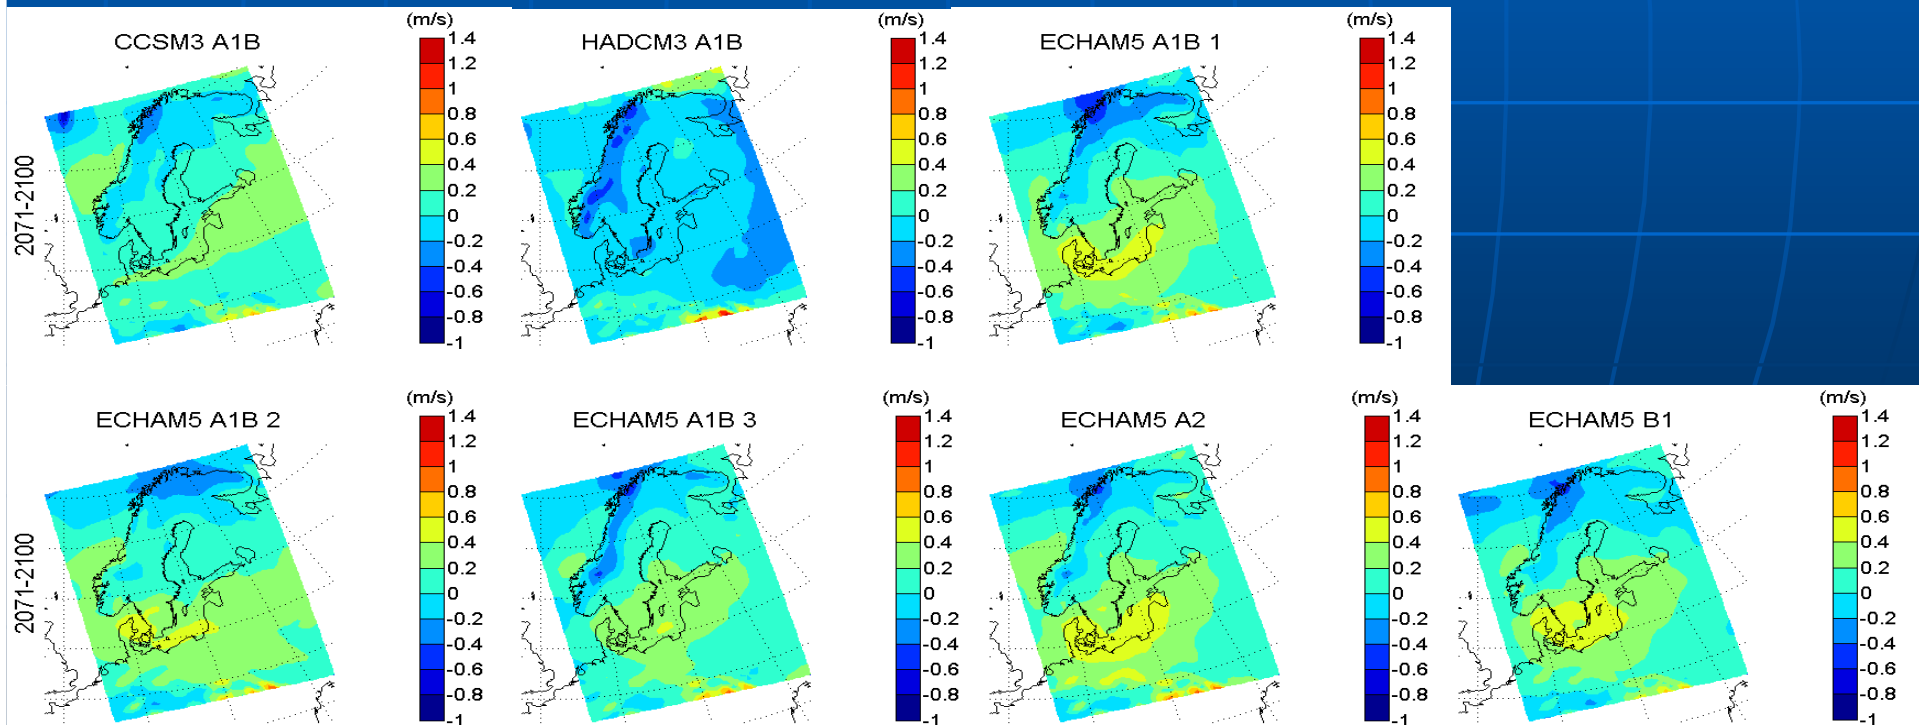 (m/s) (m/s) (m/s)
CCSM3 A1B HADCM3 A1B ECHAM5 A1B 1
1.4 1.4 1.4
1.2 1.2 1.2
1 1 1
0.8 0.8 0.8
0.6 0.6 0.6
0.4 0.4 0.4
0.2 0.2 0.2
0 0 0
-0.2 -0.2 -0.2
-0.4 -0.4 -0.4
-0.6 -0.6 -0.6
-0.8 -0.8 -0.8
-1 -1 -1
2071-2100
(m/s) (m/s) (m/s) (m/s)
ECHAM5 A1B 2 ECHAM5 A1B 3 ECHAM5 A2 ECHAM5 B1
1.4 1.4 1.4 1.4
1.2 1.2 1.2 1.2
1 1 1 1
0.8 0.8 0.8 0.8
0.6 0.6 0.6 0.6
0.4 0.4 0.4 0.4
0.2 0.2 0.2 0.2
0 0 0 0
-0.2 -0.2 -0.2 -0.2
-0.4 -0.4 -0.4 -0.4
-0.6 -0.6 -0.6 -0.6
-0.8 -0.8 -0.8 -0.8
-1 -1 -1 -1
2071-2100